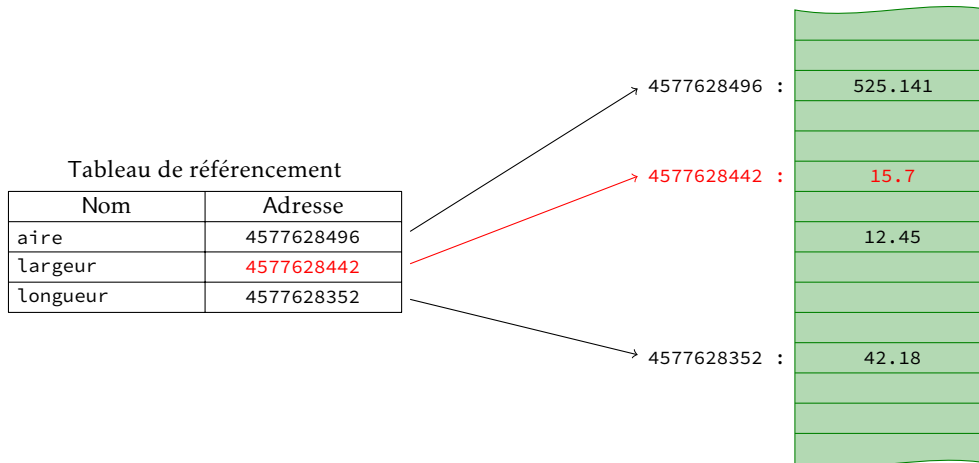 Tableau de référencement
Nom Adresse
aire 4577628496
largeur 4577628442
longueur 4577628352
4577628496 : 525.141
4577628442 : 15.7
12.45
4577628352 : 42.18